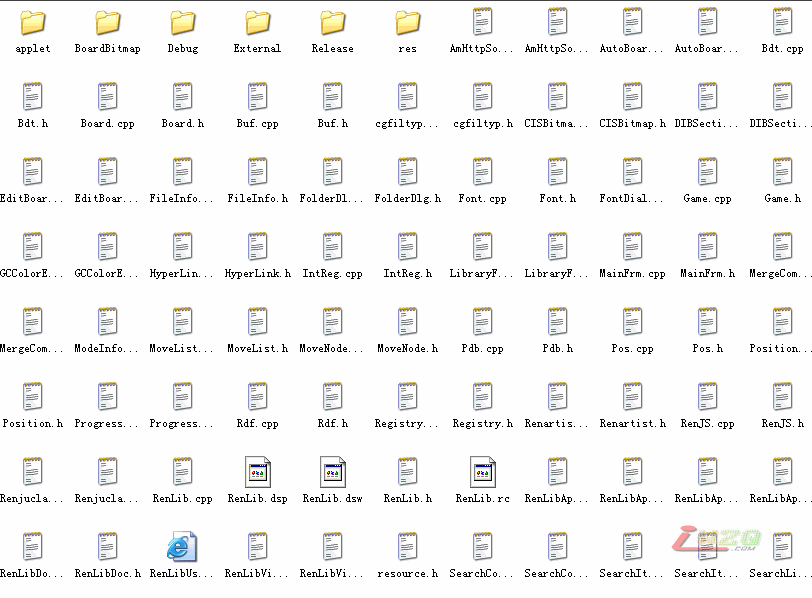 applet BoardBitmap Debug External Release res AmHttpSo... AmHttpSo... AutoBoar... AutoBoar... Bdt.cpp
Bdt.h Board.cpp Board.h Buf.cpp Buf.h cgfiltyp... cgfiltyp.h CISBitma... CISBitmap.h DIBSecti... DIBSecti...
EditBoar... EditBoar... FileInfo... FileInfo.h FolderDl... FolderDlg.h Font.cpp Font.h FontDial... Game.cpp Game.h
GCColorE... GCColorE... HyperLin... HyperLink.h IntReg.cpp IntReg.h LibraryF... LibraryF... MainFrm.cpp MainFrm.h MergeCom...
MergeCom... ModeInfo... MoveList... MoveList.h MoveNode... MoveNode.h Pdb.cpp Pdb.h Pos.cpp Pos.h Position...
Position.h Progress... Progress... Rdf.cpp Rdf.h Registry... Registry.h Renartis... Renartist.h RenJS.cpp RenJS.h
Renjucla... Renjucla... RenLib.cpp RenLib.dsp RenLib.dsw RenLib.h RenLib.rc RenLibAp... RenLibAp... RenLibAp... RenLibAp...
RenLibDo... RenLibDoc.h RenLibUs... RenLibVi... RenLibVi... resource.h SearchCo... SearchCo... SearchIt... SearchIt... SearchLi...